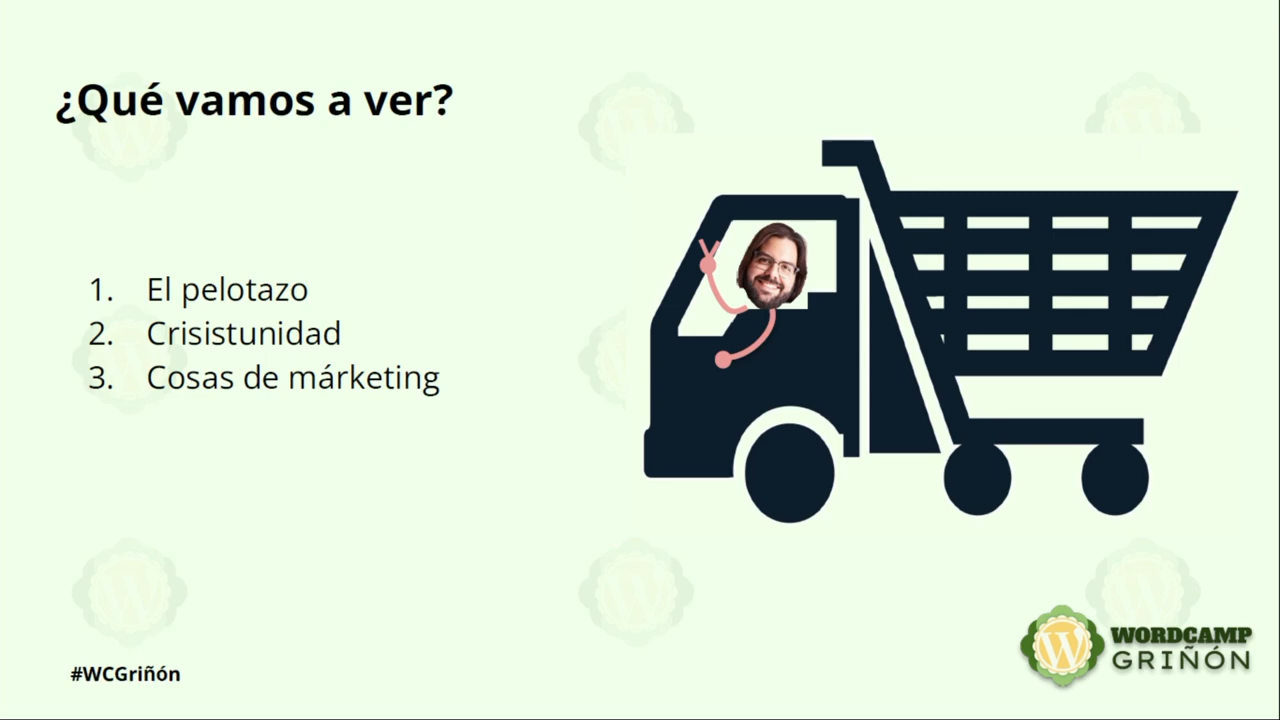 ¿Qué vamos a ver?
1. El pelotazo
2. Crisistunidad
3. Cosas de márketing
#WCGriñón
WORDCAMP
GRIÑÓN